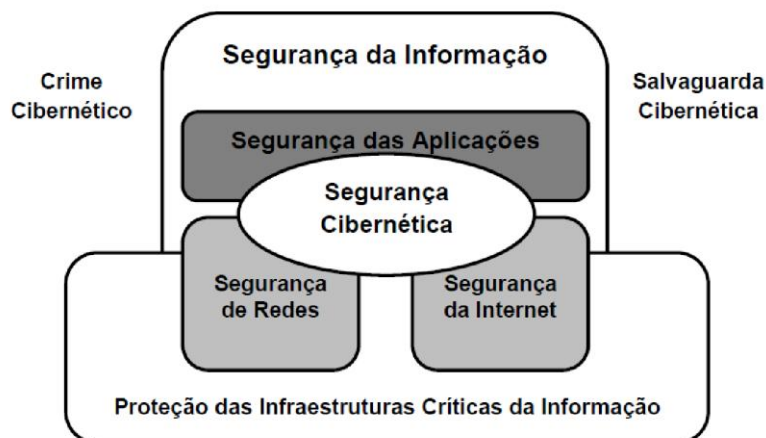 Segurança da Informação
Crime
Cibernético
Salvaguarda
Cibernética
Segurança das Aplicações
Segurança
Cibernética
Segurança
de Redes
Segurança
da Internet
Proteção das Infraestruturas Críticas da Informação